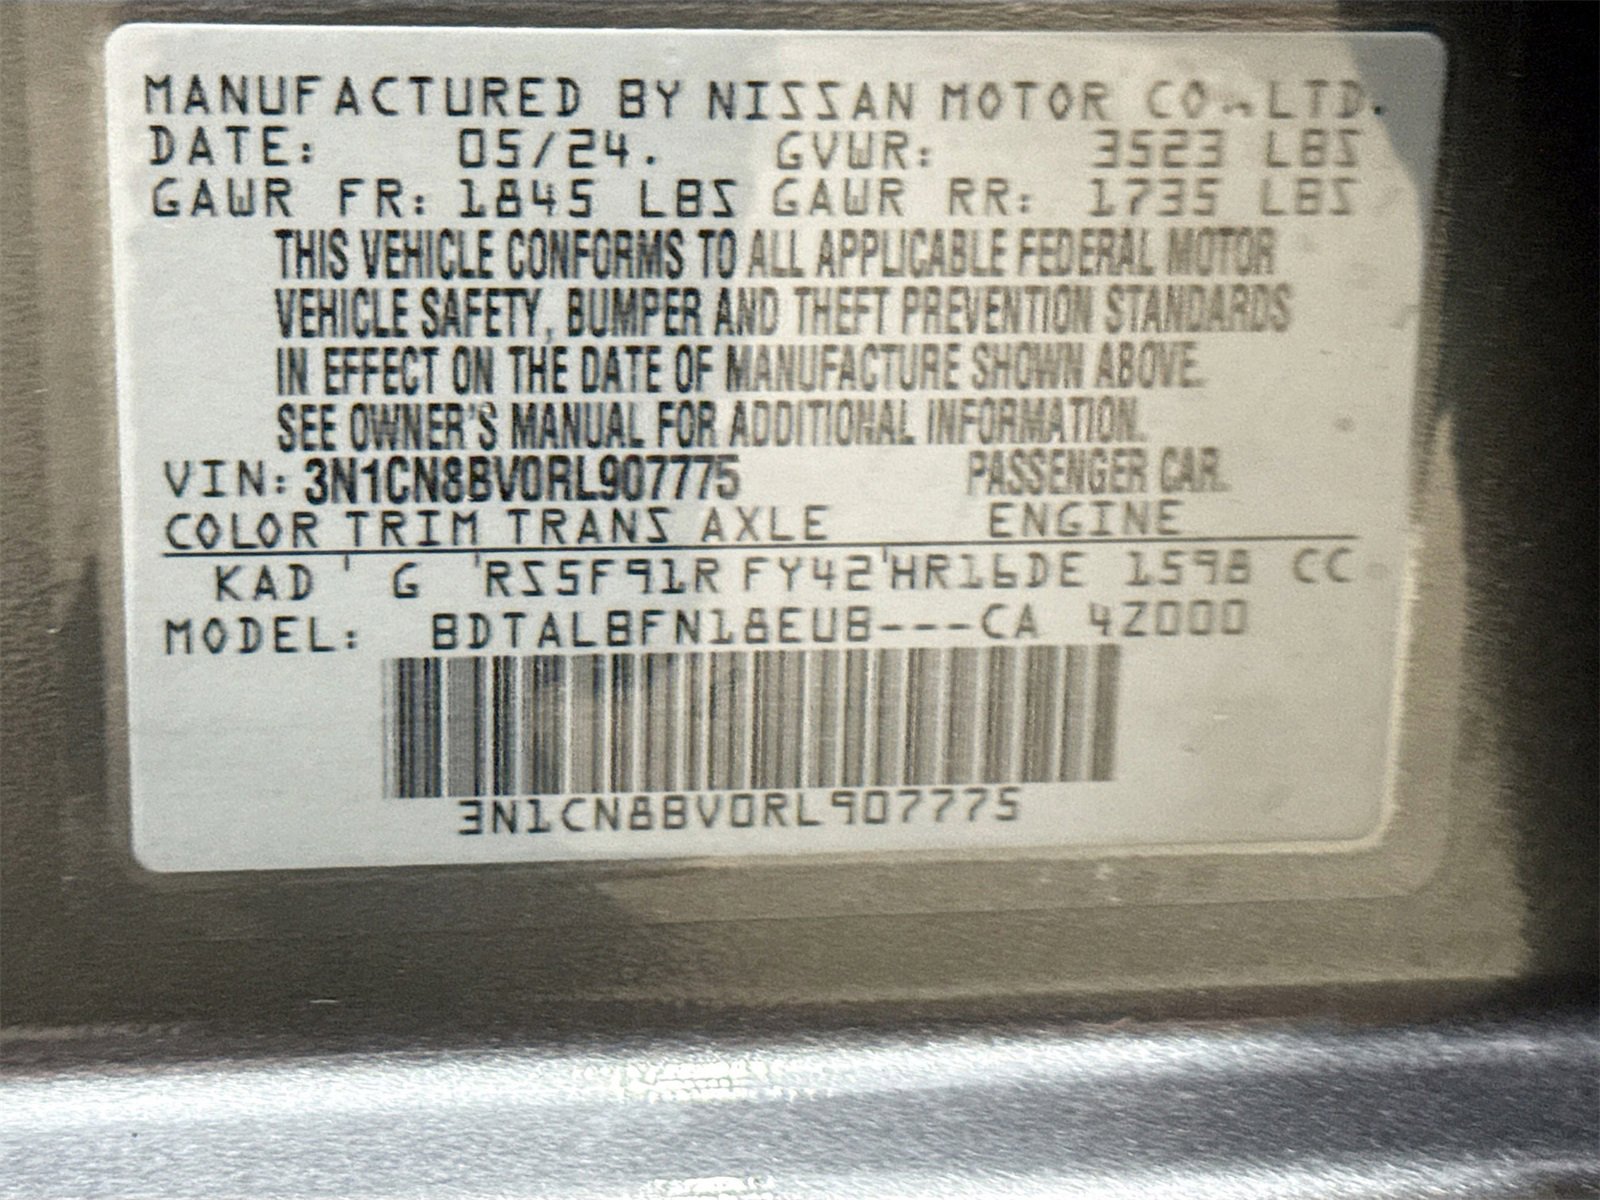 MANUFACTURED BY NISSAN MOTOR CO., LTD.
DATE: 05/24. GVWR: 3523 LBS
GAWR FR: 1845 LBS GAWR RR: 1735 LBS
THIS VEHICLE CONFORMS TO ALL APPLICABLE FEDERAL MOTOR
VEHICLE SAFETY, BUMPER AND THEFT PREVENTION STANDARDS
IN EFFECT ON THE DATE OF MANUFACTURE SHOWN ABOVE.
SEE OWNER'S MANUAL FOR ADDITIONAL INFORMATION.
VIN: 3N1CN8BV0RL907775 PASSENGER CAR.
COLOR TRIM TRANS AXLE ENGINE
KAD ' G 'RS5F91R FY42'HR16DE 1598 CC
MODEL: BDTALBFN18EUB---CA 4Z000
3N1CN8BV0RL907775